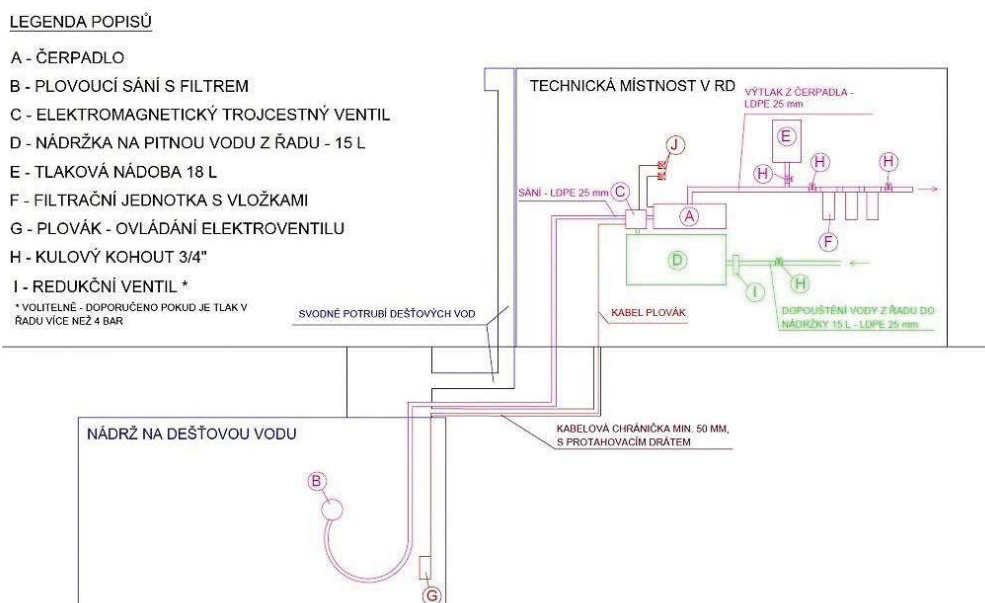 LEGENDA POPISŮ
A - ČERPADLO
B - PLOVOUCÍ SÁNÍ S FILTREM
C - ELEKTROMAGNETICKÝ TROJCESTNÝ VENTIL
D - NÁDRŽKA NA PITNOU VODU Z ŘADU - 15 L
E - TLAKOVÁ NÁDOBA 18 L
F - FILTRAČNÍ JEDNOTKA S VLOŽKAMI
G - PLOVÁK - OVLÁDÁNÍ ELEKTROVENTILU
H - KULOVÝ KOHOUT 3/4"
I - REDUKČNÍ VENTIL *
* VOLITELNĚ - DOPORUČENO POKUD JE TLAK V
ŘADU VÍCE NEŽ 4 BAR
TECHNICKÁ MÍSTNOST V RD
VÝTLAK Z ČERPADLA -
LDPE 25 mm
E
J
H
H
H
SÁNÍ - LDPE 25 mm
C
A
F
D
I
H
SVODNÉ POTRUBÍ DEŠŤOVÝCH VOD
KABEL PLOVÁK
DOPOUŠTĚNÍ VODY Z ŘADU DO
NÁDRŽKY 15 L - LDPE 25 mm
NÁDRŽ NA DEŠŤOVOU VODU
KABELOVÁ CHRÁNIČKA MIN. 50 MM,
S PROTAHOVACÍM DRÁTEM
B
G